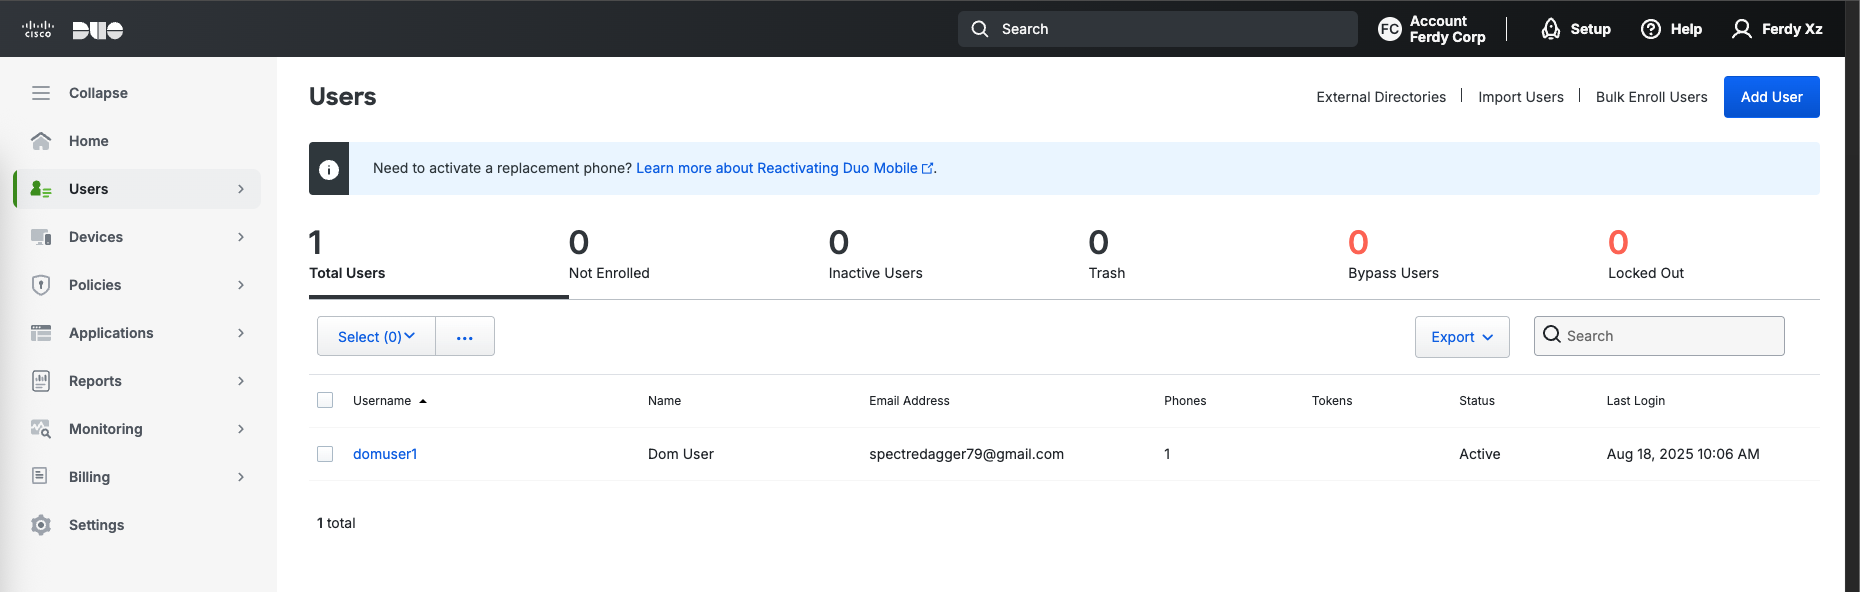 CISCO DUO
Search
FC
Account
Ferdy Corp
Setup
Help
Ferdy Xz
Collapse
Home
Users
Devices
Policies
Applications
Reports
Monitoring
Billing
Settings
Users
External Directories
Import Users
Bulk Enroll Users
Add User
Need to activate a replacement phone? Learn more about Reactivating Duo Mobile.
1
Total Users
0
Not Enrolled
0
Inactive Users
0
Trash
0
Bypass Users
0
Locked Out
Select (0)
...
Export
Search
Username Name Email Address Phones Tokens Status Last Login
domuser1 Dom User spectredagger79@gmail.com 1 Active Aug 18, 2025 10:06 AM
1 total